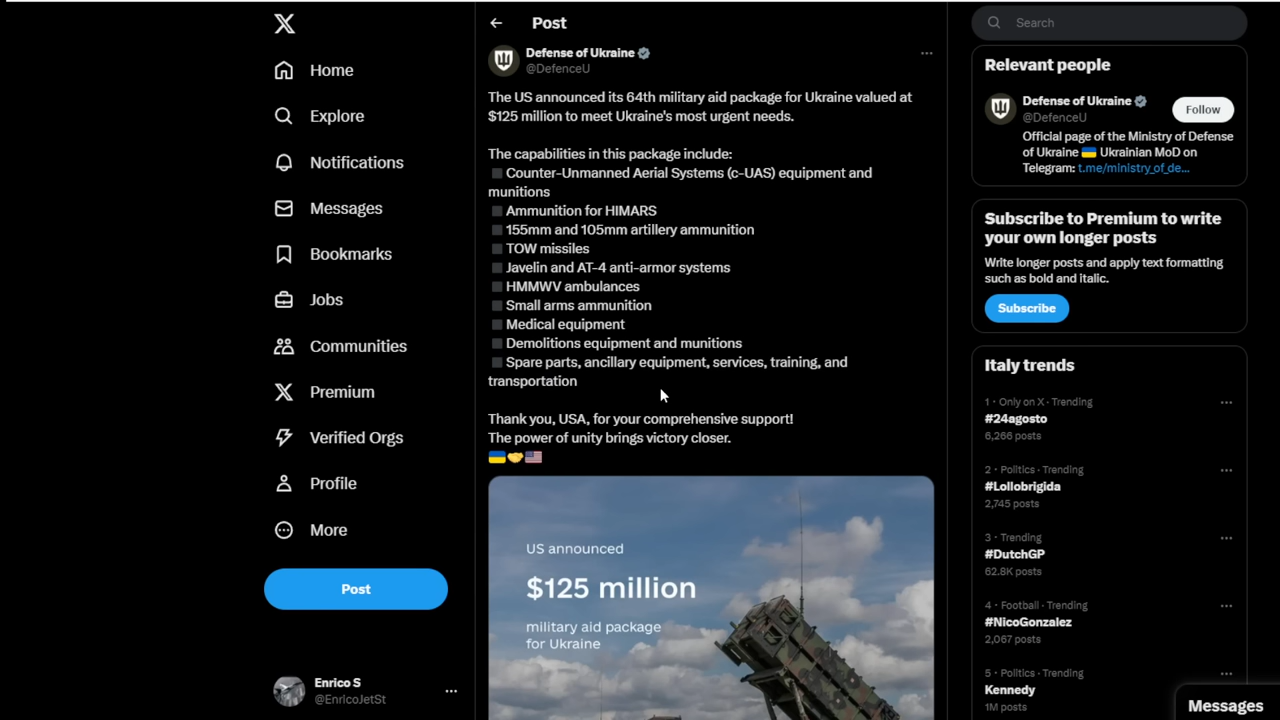 Home
Explore
Notifications
Messages
Bookmarks
Jobs
Communities
Premium
Verified Orgs
Profile
More
Post
Enrico S
@EnricoJetSt
Post
Defense of Ukraine
@DefenceU
The US announced its 64th military aid package for Ukraine valued at
$125 million to meet Ukraine's most urgent needs.
The capabilities in this package include:
◾Counter-Unmanned Aerial Systems (c-UAS) equipment and
munitions
◾Ammunition for HIMARS
◾155mm and 105mm artillery ammunition
◾TOW missiles
◾Javelin and AT-4 anti-armor systems
◾HMMWV ambulances
◾Small arms ammunition
◾Medical equipment
◾Demolitions equipment and munitions
◾Spare parts, ancillary equipment, services, training, and
transportation
Thank you, USA, for your comprehensive support!
The power of unity brings victory closer.
🇺🇦🤝🇺🇸
US announced
$125 million
military aid package
for Ukraine
Search
Relevant people
Defense of Ukraine
@DefenceU
Follow
Official page of the Ministry of Defense
of Ukraine 🇺🇦 Ukrainian MoD on
Telegram: t.me/ministry_of_de...
Subscribe to Premium to write
your own longer posts
Write longer posts and apply text formatting
such as bold and italic.
Subscribe
Italy trends
1 · Only on X · Trending
#24agosto
6,266 posts
2 · Politics · Trending
#Lollobrigida
2,745 posts
3 · Trending
#DutchGP
62.8K posts
4 · Football · Trending
#NicoGonzalez
2,067 posts
5 · Politics · Trending
Kennedy
1M posts
Messages